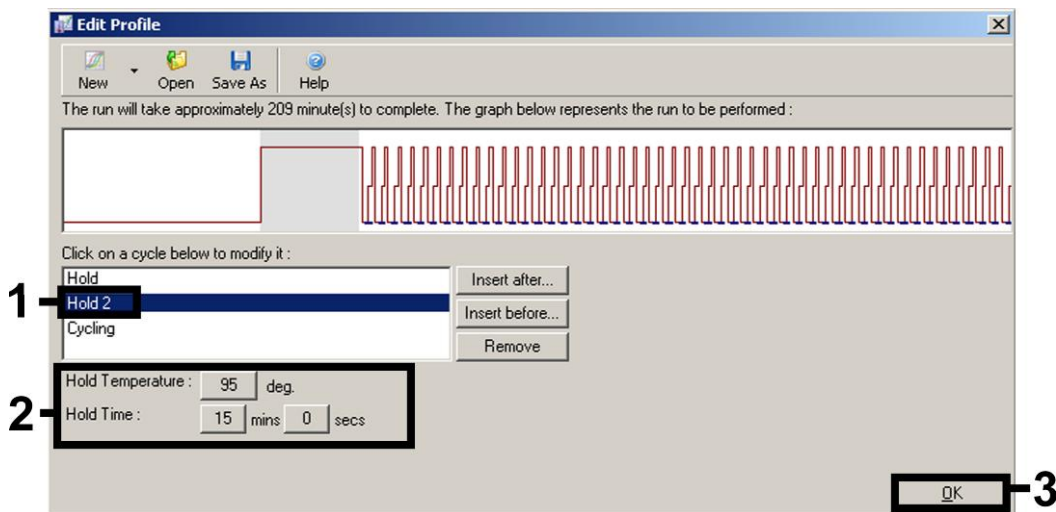 Edit Profile
New Open Save As Help
The run will take approximately 209 minute(s) to complete. The graph below represents the run to be performed :
Click on a cycle below to modify it :
Hold
Insert after...
1
Hold 2
Insert before...
Cycling
Remove
2
Hold Temperature : 95 deg.
Hold Time : 15 mins 0 secs
OK
3